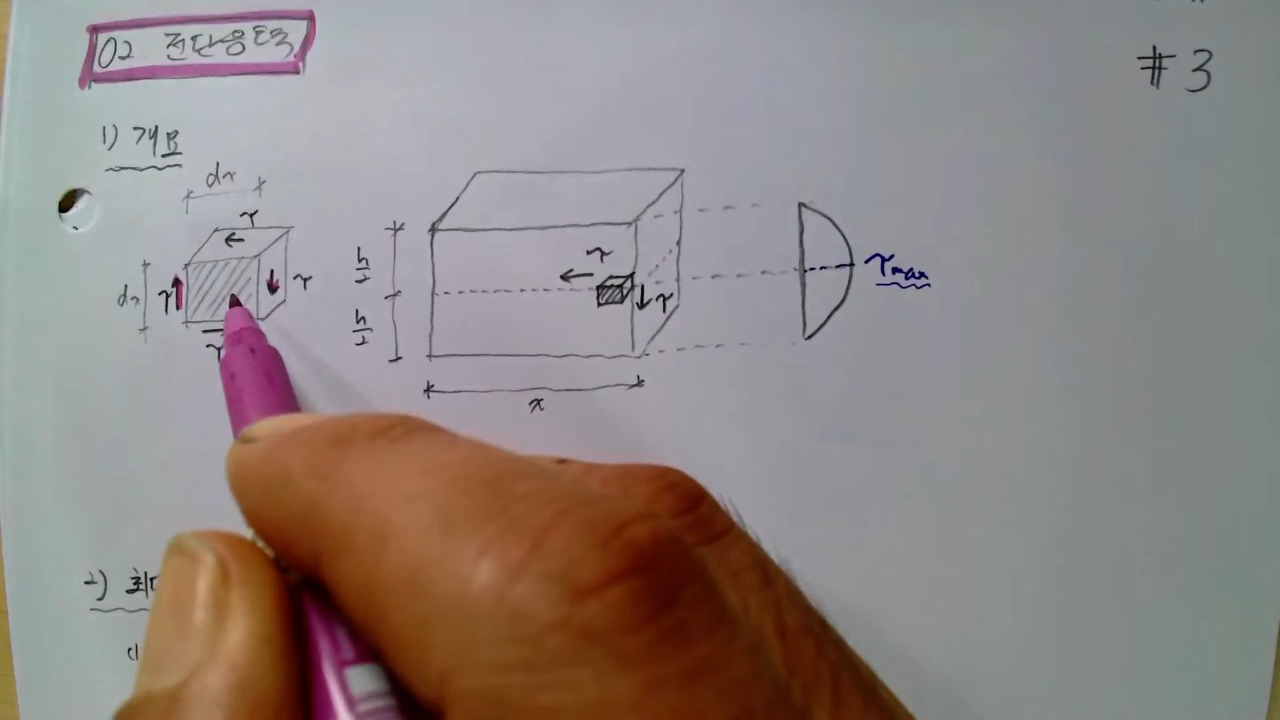 02 전단응력
#3
1) 개요
dx
τ
dx
τ
τ
τ
h/2
h/2
τ
τ
x
τmax
2) 최